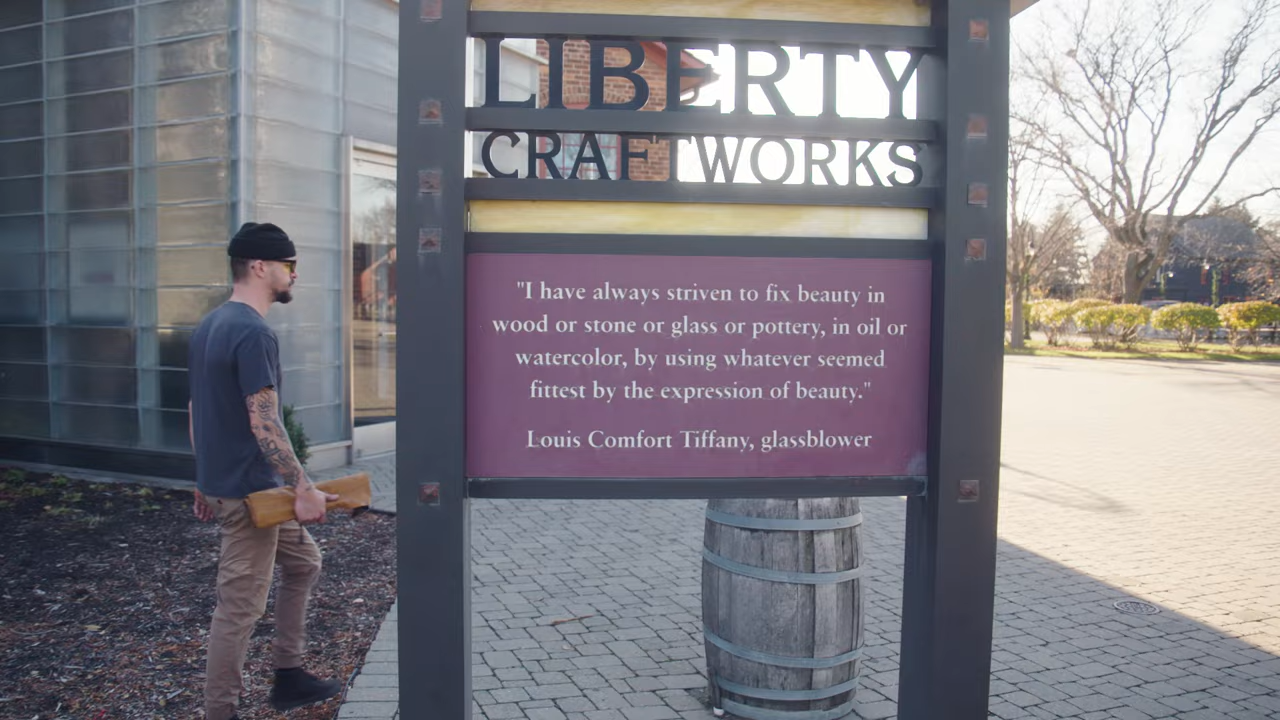 LIBERTY
CRAFTWORKS
"I have always striven to fix beauty in
wood or stone or glass or pottery, in oil or
watercolor, by using whatever seemed
fittest by the expression of beauty."
Louis Comfort Tiffany, glassblower